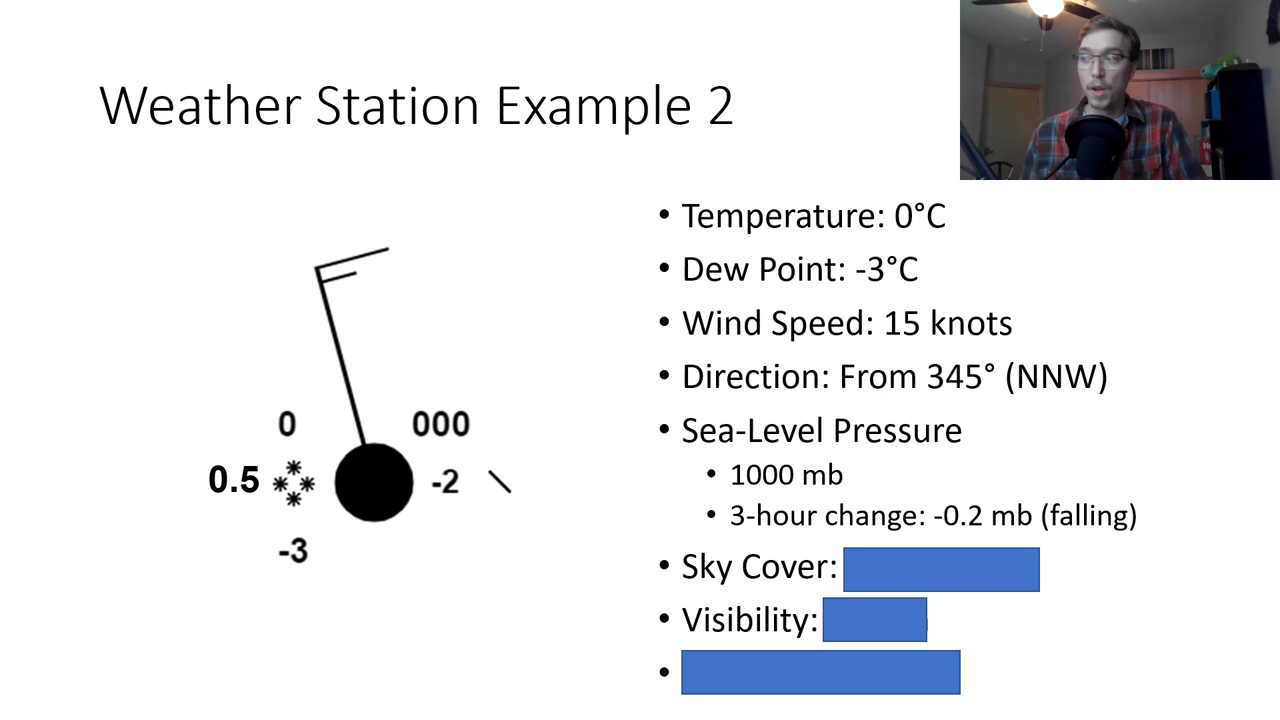 Weather Station Example 2
0
000
0.5
-2
-3
• Temperature: 0°C
• Dew Point: -3°C
• Wind Speed: 15 knots
• Direction: From 345° (NNW)
• Sea-Level Pressure
• 1000 mb
• 3-hour change: -0.2 mb (falling)
• Sky Cover:
• Visibility:
•